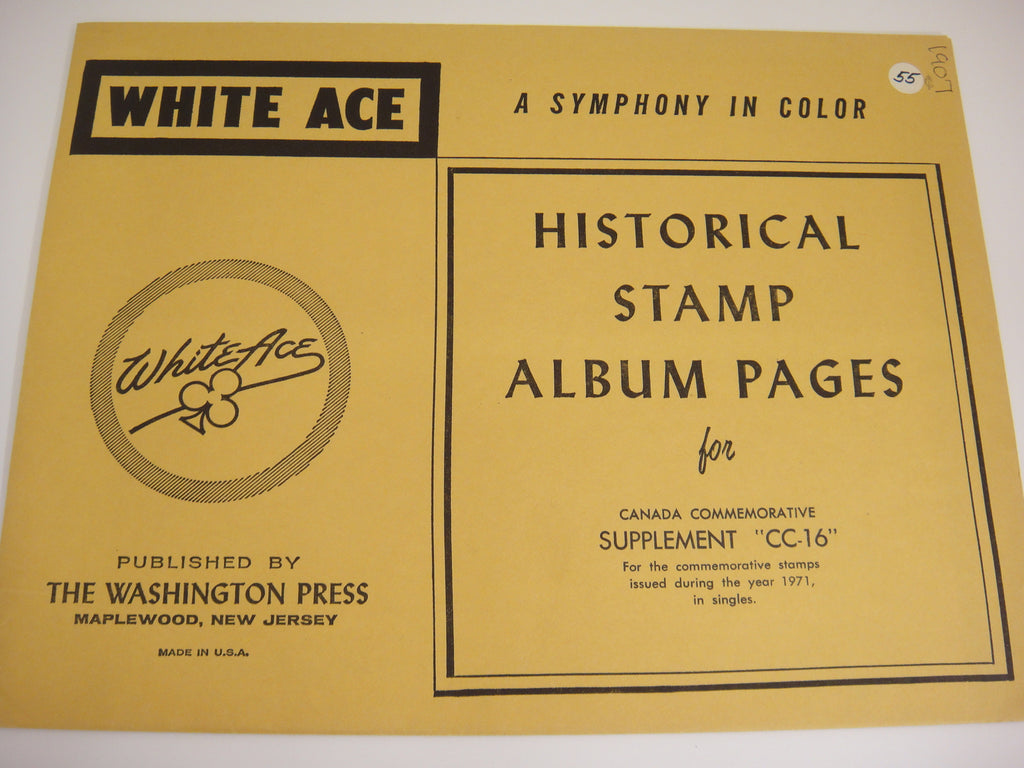 WHITE ACE
A SYMPHONY IN COLOR
55
1907
White Ace
PUBLISHED BY
THE WASHINGTON PRESS
MAPLEWOOD, NEW JERSEY
MADE IN U.S.A.
HISTORICAL
STAMP
ALBUM PAGES
for
CANADA COMMEMORATIVE
SUPPLEMENT "CC-16"
For the commemorative stamps
issued during the year 1971,
in singles.